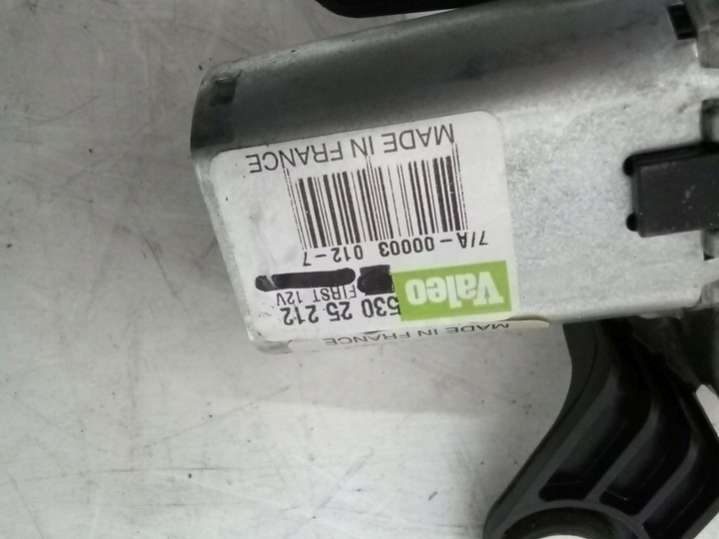 MADE IN FRANCE
530 25 212
Valeo
FIRST 12V
7/A-00003 012-7
MADE IN FRANCE